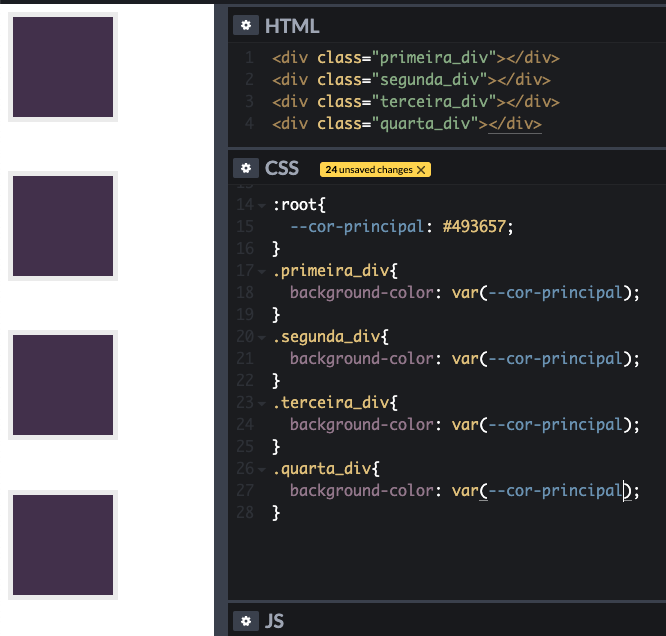 HTML
1 <div class="primeira_div"></div>
2 <div class="segunda_div"></div>
3 <div class="terceira_div"></div>
4 <div class="quarta_div"></div>
CSS 24 unsaved changes X
14 :root{
15 --cor-principal: #493657;
16 }
17 .primeira_div{
18 background-color: var(--cor-principal);
19 }
20 .segunda_div{
21 background-color: var(--cor-principal);
22 }
23 .terceira_div{
24 background-color: var(--cor-principal);
25 }
26 .quarta_div{
27 background-color: var(--cor-principal);
28 }
JS